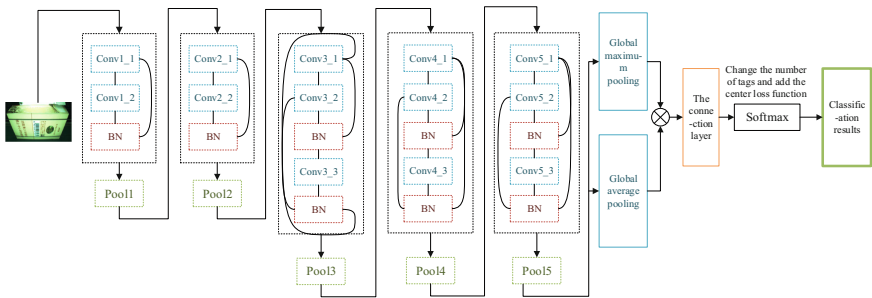 Conv1_1
Conv1_2
BN
Pool1
Conv2_1
Conv2_2
BN
Pool2
Conv3_1
Conv3_2
BN
Conv3_3
BN
Pool3
Conv4_1
Conv4_2
BN
Conv4_3
BN
Pool4
Conv5_1
Conv5_2
BN
Conv5_3
BN
Pool5
Global
maximu-
m
pooling
Global
average
pooling
The
conne
-ction
layer
Change the number
of tags and add the
center loss function
Softmax
Classific
-ation
results